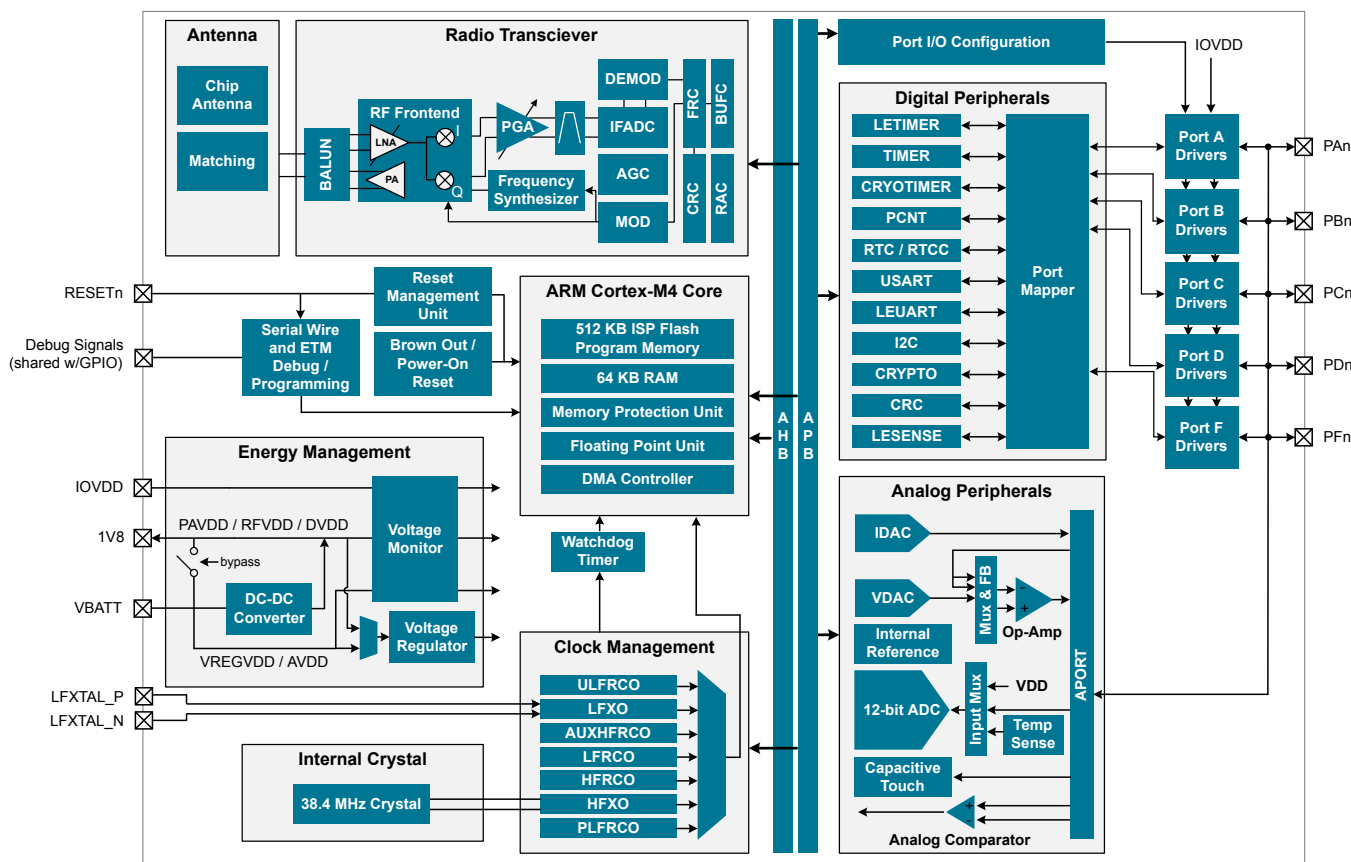 Antenna
Chip
Antenna
Matching
Radio Transciever
BALUN
RF Frontend
LNA
PA
I
Q
PGA
Frequency
Synthesizer
DEMOD
IFADC
AGC
MOD
FRC
BUFC
CRC
RAC
AHB
APB
Port I/O Configuration
IOVDD
Digital Peripherals
LETIMER
TIMER
CRYOTIMER
PCNT
RTC / RTCC
USART
LEUART
I2C
CRYPTO
CRC
LESENSE
Port
Mapper
Port A
Drivers
Port B
Drivers
Port C
Drivers
Port D
Drivers
Port F
Drivers
PAn
PBn
PCn
PDn
PFn
RESETn
Debug Signals
(shared w/GPIO)
Reset
Management
Unit
Serial Wire
and ETM
Debug /
Programming
Brown Out /
Power-On
Reset
ARM Cortex-M4 Core
512 KB ISP Flash
Program Memory
64 KB RAM
Memory Protection Unit
Floating Point Unit
DMA Controller
Energy Management
IOVDD
1V8
VBATT
PAVDD / RFVDD / DVDD
bypass
DC-DC
Converter
VREGVDD / AVDD
Voltage
Monitor
Voltage
Regulator
Watchdog
Timer
LFXTAL_P
LFXTAL_N
Clock Management
ULFRCO
LFXO
AUXHFRCO
LFRCO
HFRCO
HFXO
PLFRCO
Internal Crystal
38.4 MHz Crystal
Analog Peripherals
IDAC
VDAC
Mux & FB
-
+
Op-Amp
Internal
Reference
12-bit ADC
Input Mux
VDD
Temp
Sense
Capacitive
Touch
+
-
Analog Comparator
APORT